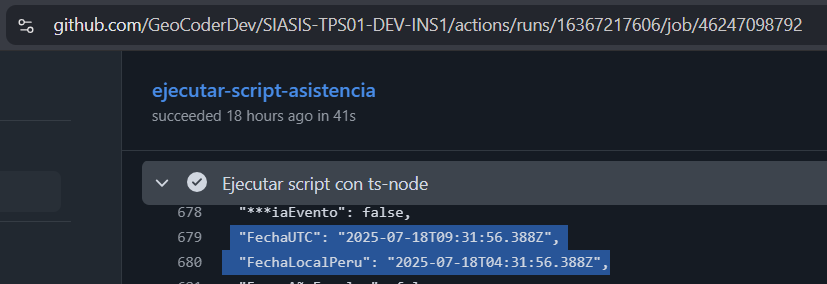 github.com/GeoCoderDev/SIASIS-TPS01-DEV-INS1/actions/runs/16367217606/job/46247098792
ejecutar-script-asistencia
succeeded 18 hours ago in 41s
Ejecutar script con ts-node
678 "***iaEvento": false,
679 "FechaUTC": "2025-07-18T09:31:56.388Z",
680 "FechaLocalPeru": "2025-07-18T04:31:56.388Z",